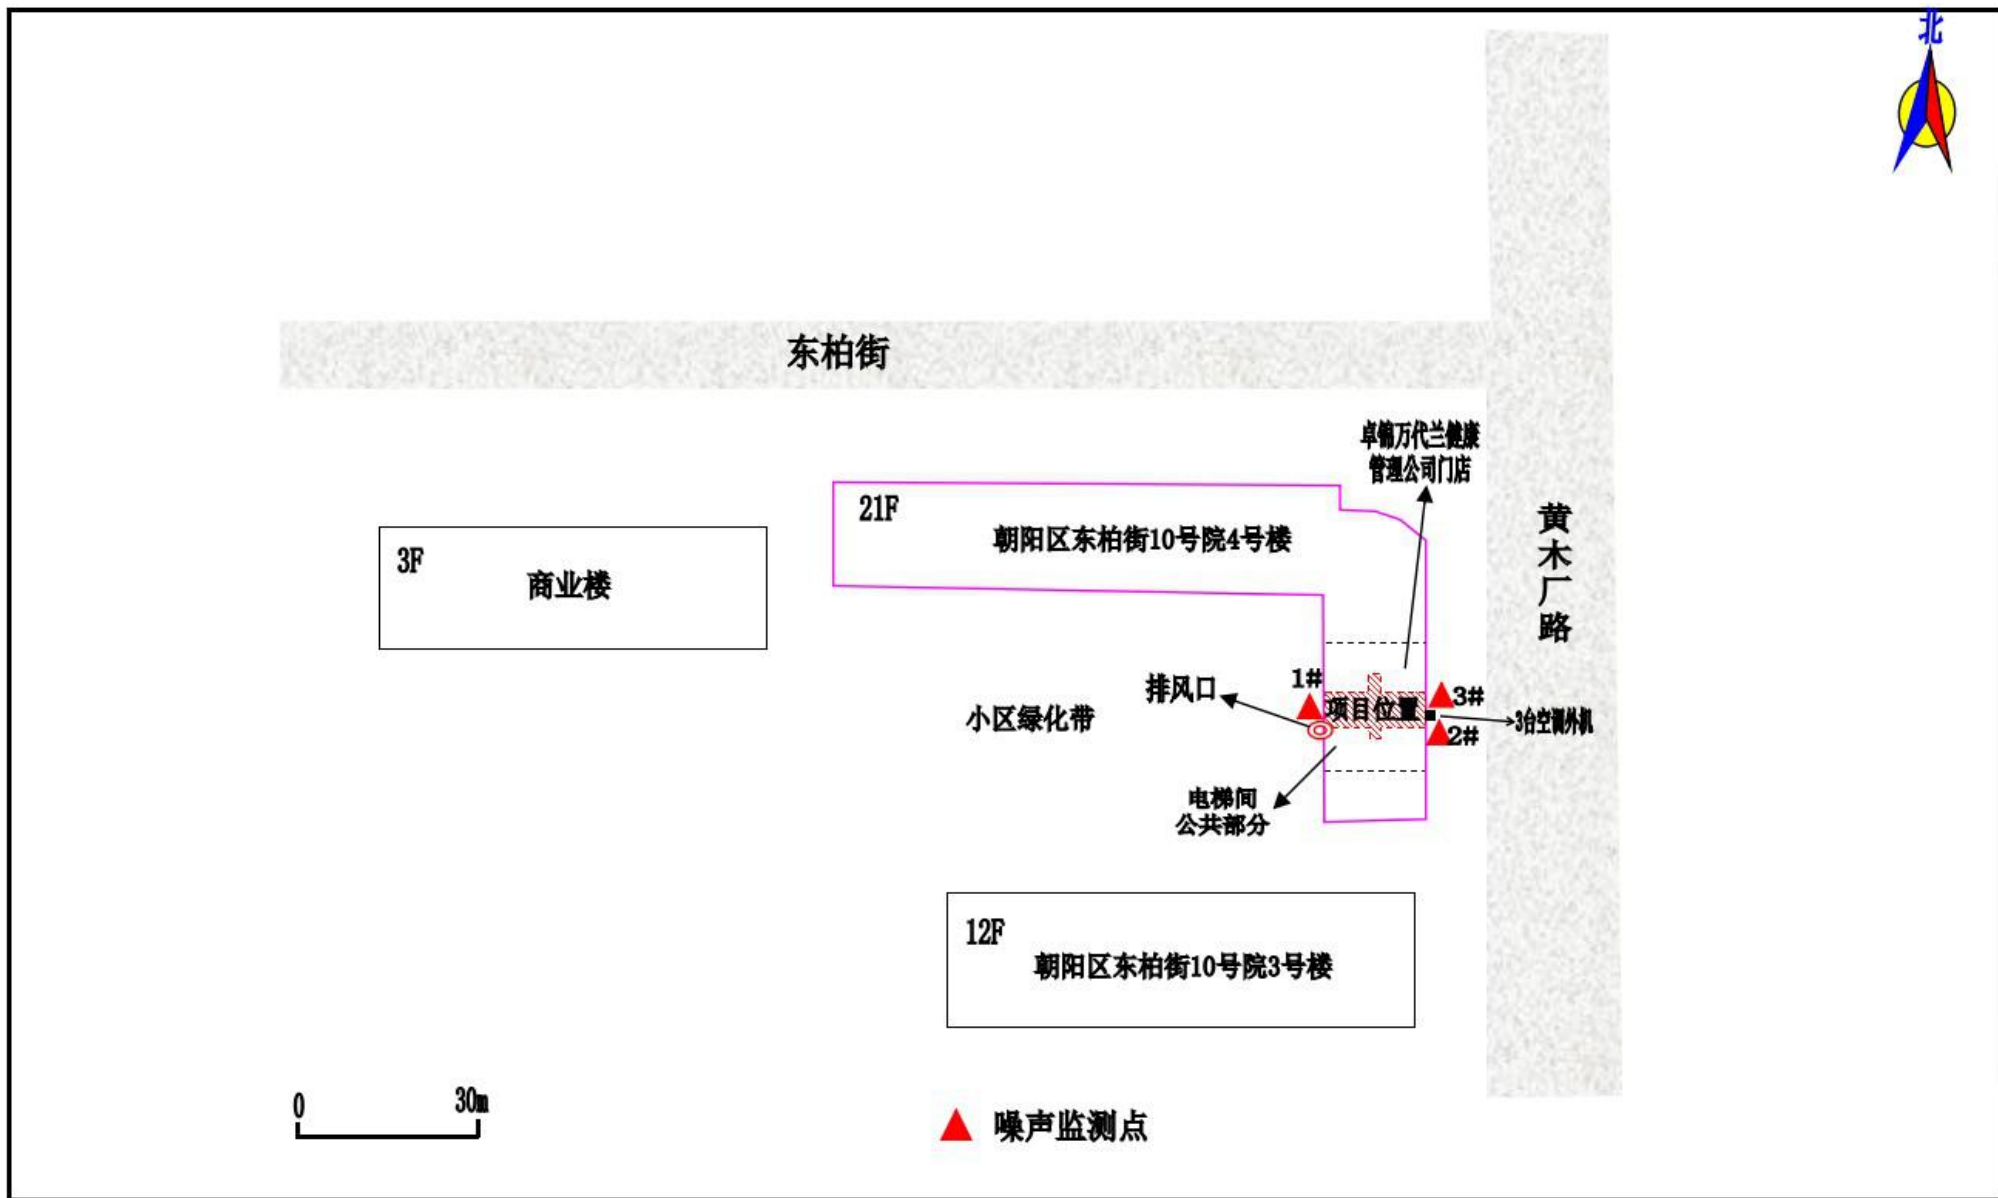 北
东柏街
卓锦万代兰健康
管理公司门店
21F
朝阳区东柏街10号院4号楼
3F
商业楼
黄木厂路
1#
排风口
项目位置
3#
小区绿化带
3台空调外机
2#
电梯间
公共部分
12F
朝阳区东柏街10号院3号楼
0
30m
噪声监测点